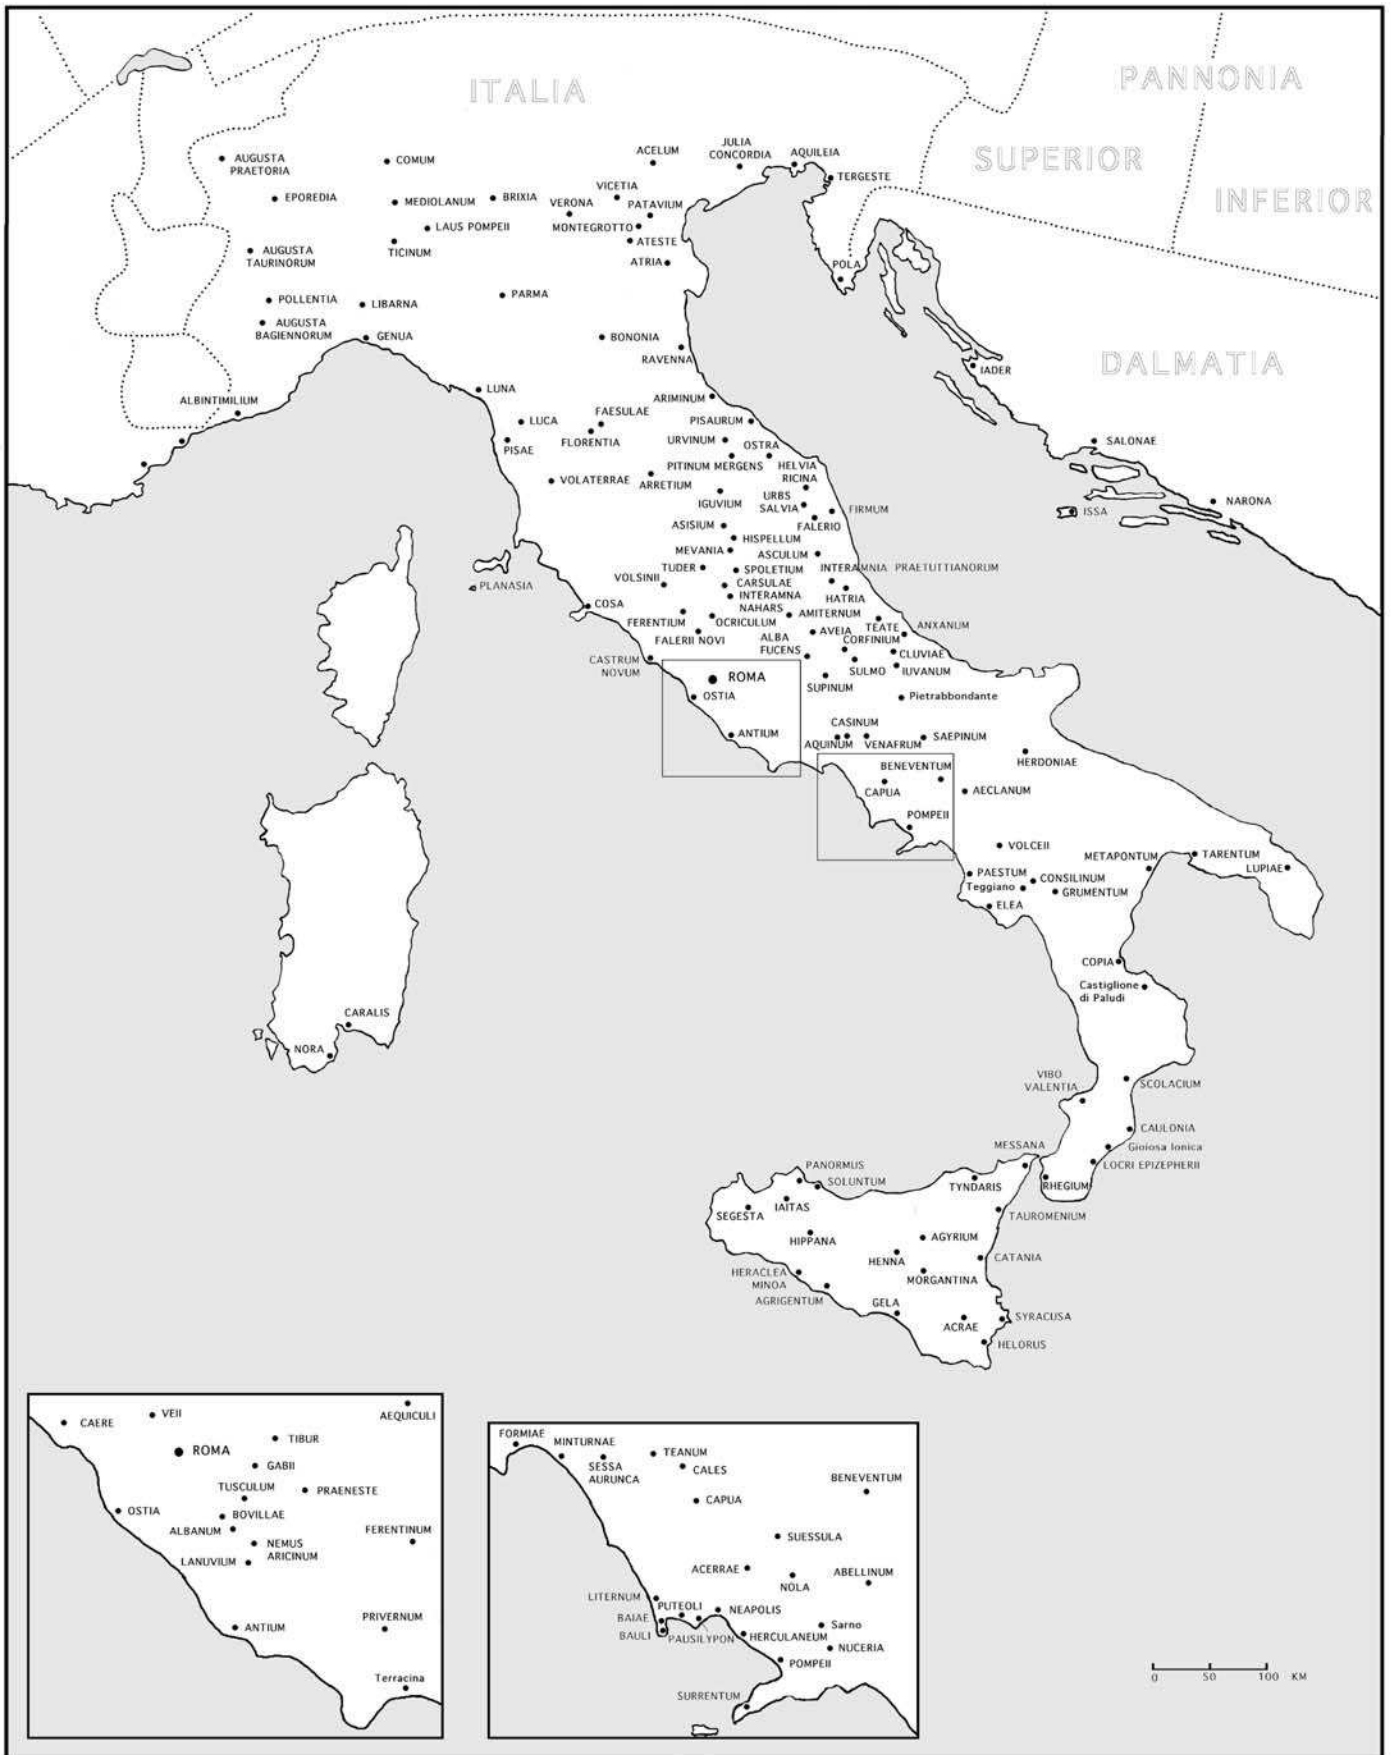 ITALIA
PANNONIA
SUPERIOR
INFERIOR
DALMATIA
AUGUSTA
PRAETORIA
COMUM
ACELUM
JULIA
CONCORDIA
AQUILEIA
TERGESTE
EPOREDIA
MEDIOLANUM
BRIXIA
VICETIA
VERONA
PATAVIUM
LAUS POMPEII
MONTEGROTTO
ATESTE
TICINUM
AUGUSTA
TAURINORUM
ATRIA
POLA
POLLENTIA
LIBARNA
PARMA
AUGUSTA
BAGIENNORUM
GENUA
BONONIA
RAVENNA
IADER
LUNA
ALBINTIMILIUM
ARIMINUM
FAESULAE
LUCA
PISAURUM
FLORENTIA
URVINUM
OSTRA
PISAE
SALONAE
PITINUM MERGENS
HELVIA
RICINA
VOLATERRAE
ARRETIUM
IGUVIUM
URBS
SALVIA
FIRMUM
NARONA
ISSA
FALERIO
ASISIUM
HISPELLUM
MEVANIA
ASCULUM
TUDER
SPOLETIUM
INTERAMNIA PRAETUTTIANORUM
VOLSINII
CARSULAE
PLANASIA
INTERAMNA
NAHARS
HATRIA
COSA
FERENTIUM
OCRICULUM
AMITERNUM
TEATE
ANXANUM
FALERII NOVI
ALBA
FUCENS
AVEIA
CORFINIUM
CLUVIAE
CASTRUM
NOVUM
SULMO
IUVANUM
ROMA
SUPINUM
OSTIA
Pietrabbondante
ANTIUM
CASINUM
AQUINUM
VENAFRUM
SAEPINUM
HERDONIAE
BENEVENTUM
CAPUA
AECLANUM
POMPEII
VOLCEII
METAPONTUM
TARENTUM
LUPIAE
PAESTUM
CONSILINUM
Teggiano
GRUMENTUM
ELEA
COPIA
Castiglione
di Paludi
CARALIS
NORA
VIBO
VALENTIA
SCOLACIUM
CAULONIA
MESSANA
Gioiosa Ionica
LOCRI EPIZEPHERII
PANORMUS
SOLUNTUM
TYNDARIS
RHEGIUM
IAITAS
SEGESTA
TAUROMENIUM
HIPPANA
AGYRIUM
HENNA
CATANIA
HERACLEA
MINOA
MORGANTINA
AGRIGENTUM
GELA
ACRAE
SYRACUSA
HELORUS
CAERE
VEII
AEQUICULI
ROMA
TIBUR
GABII
TUSCULUM
PRAENESTE
OSTIA
BOVILLAE
ALBANUM
FERENTINUM
NEMUS
ARICINUM
LANUVIUM
ANTIUM
PRIVERNUM
Terracina
FORMIAE
MINTURNAE
TEANUM
SESSA
AURUNCA
CALES
BENEVENTUM
CAPUA
SUESSULA
ACERRAE
NOLA
ABELLINUM
LITERNUM
PUTEOLI
NEAPOLIS
BAIAE
Sarno
BAULI
PAUSILYPON
HERCULANEUM
NUCERIA
POMPEII
SURRENTUM
0 50 100 KM